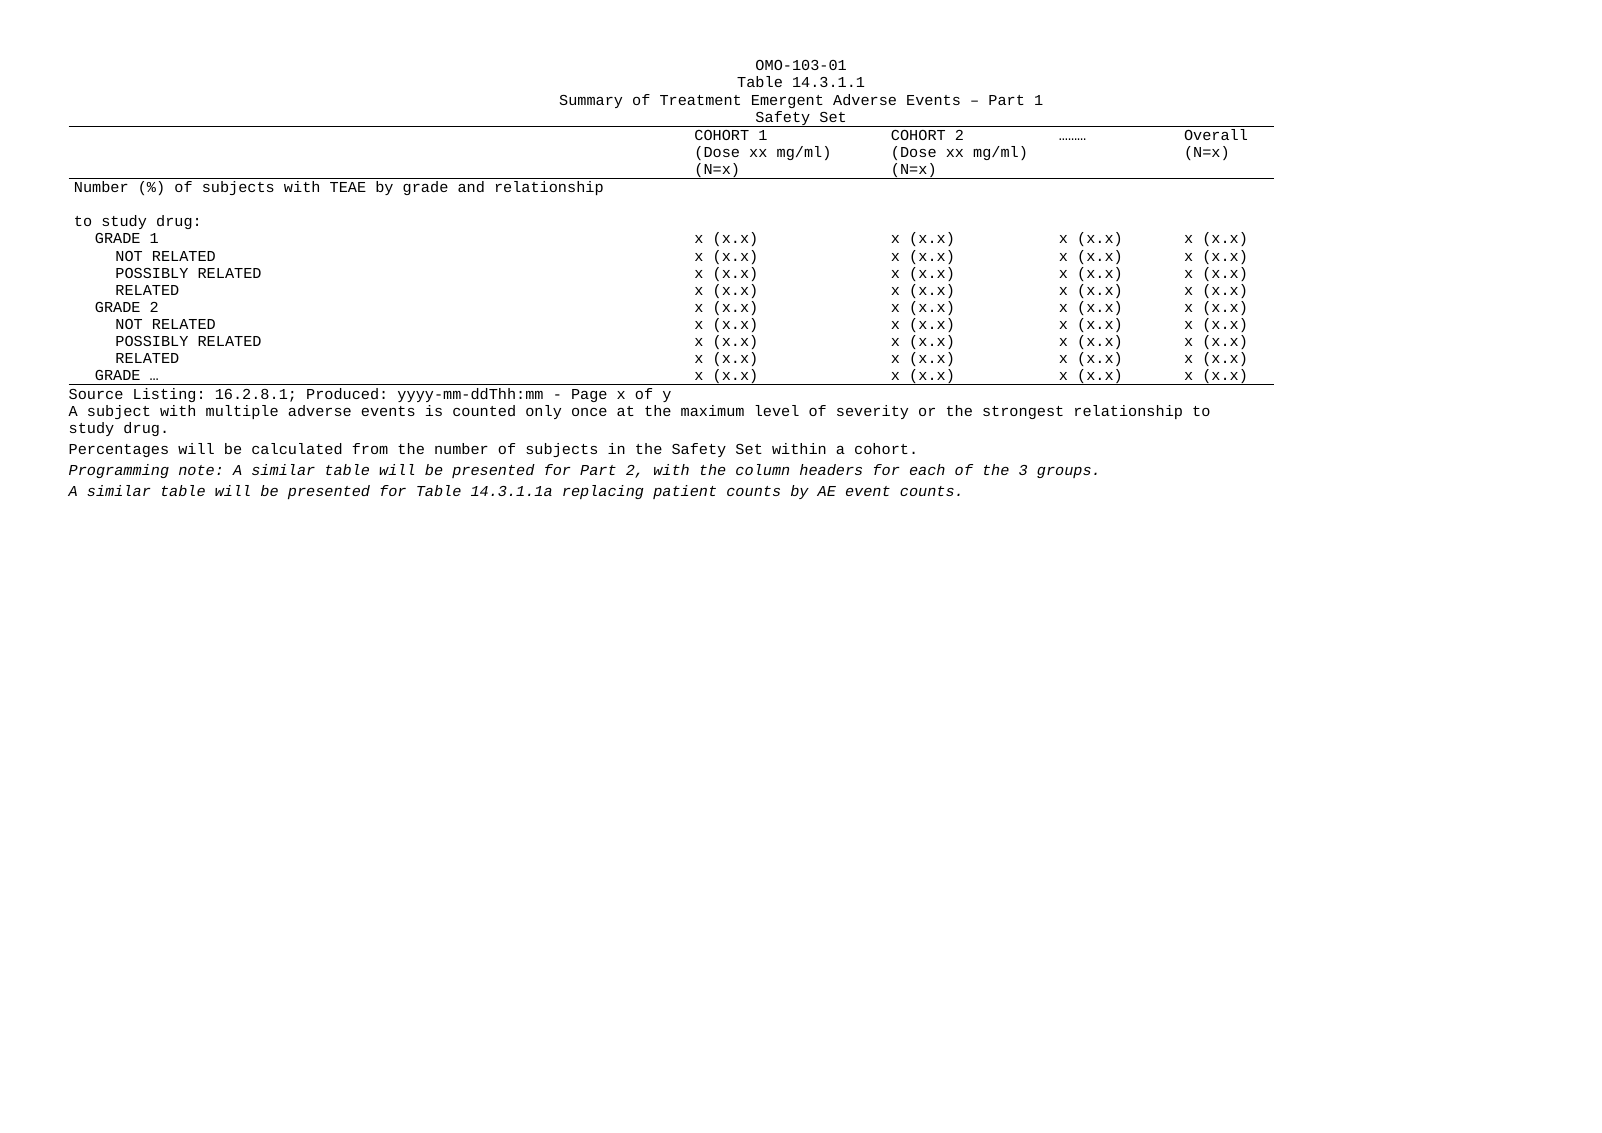 OMO-103-01
Table 14.3.1.1
Summary of Treatment Emergent Adverse Events – Part 1
Safety Set
COHORT 1 COHORT 2 ……… Overall
(Dose xx mg/ml) (Dose xx mg/ml) (N=x)
(N=x) (N=x)
Number (%) of subjects with TEAE by grade and relationship
to study drug:
GRADE 1 x (x.x) x (x.x) x (x.x) x (x.x)
NOT RELATED x (x.x) x (x.x) x (x.x) x (x.x)
POSSIBLY RELATED x (x.x) x (x.x) x (x.x) x (x.x)
RELATED x (x.x) x (x.x) x (x.x) x (x.x)
GRADE 2 x (x.x) x (x.x) x (x.x) x (x.x)
NOT RELATED x (x.x) x (x.x) x (x.x) x (x.x)
POSSIBLY RELATED x (x.x) x (x.x) x (x.x) x (x.x)
RELATED x (x.x) x (x.x) x (x.x) x (x.x)
GRADE … x (x.x) x (x.x) x (x.x) x (x.x)
Source Listing: 16.2.8.1; Produced: yyyy-mm-ddThh:mm - Page x of y
A subject with multiple adverse events is counted only once at the maximum level of severity or the strongest relationship to
study drug.
Percentages will be calculated from the number of subjects in the Safety Set within a cohort.
Programming note: A similar table will be presented for Part 2, with the column headers for each of the 3 groups.
A similar table will be presented for Table 14.3.1.1a replacing patient counts by AE event counts.